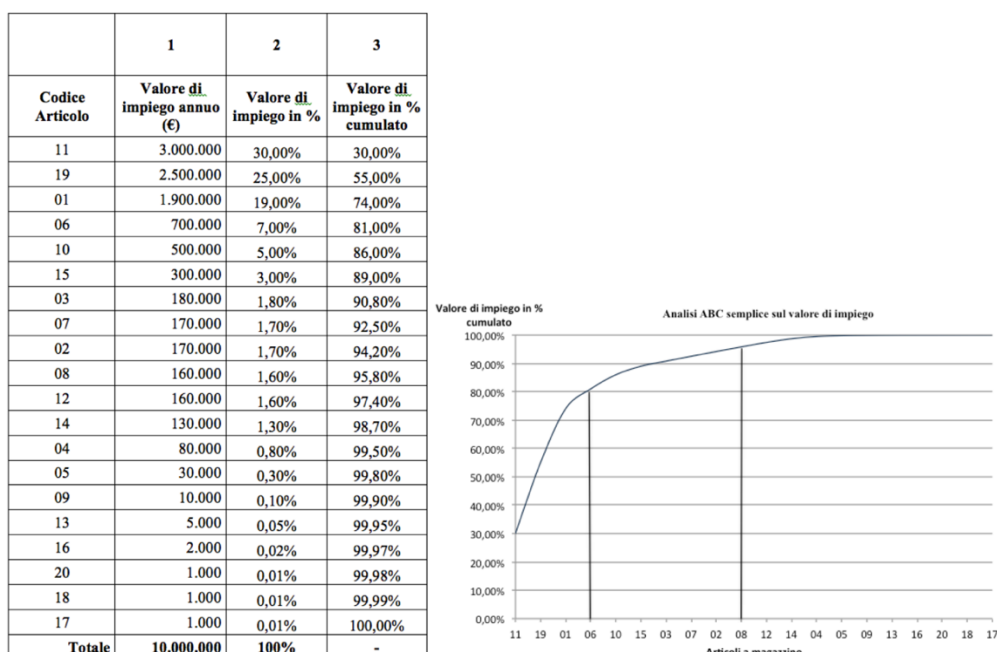 1 2 3
Codice Articolo Valore di impiego annuo (€) Valore di impiego in % Valore di impiego in % cumulato
11 3.000.000 30,00% 30,00%
19 2.500.000 25,00% 55,00%
01 1.900.000 19,00% 74,00%
06 700.000 7,00% 81,00%
10 500.000 5,00% 86,00%
15 300.000 3,00% 89,00%
03 180.000 1,80% 90,80%
07 170.000 1,70% 92,50%
02 170.000 1,70% 94,20%
08 160.000 1,60% 95,80%
12 160.000 1,60% 97,40%
14 130.000 1,30% 98,70%
04 80.000 0,80% 99,50%
05 30.000 0,30% 99,80%
09 10.000 0,10% 99,90%
13 5.000 0,05% 99,95%
16 2.000 0,02% 99,97%
20 1.000 0,01% 99,98%
18 1.000 0,01% 99,99%
17 1.000 0,01% 100,00%
Totale 10.000.000 100% -
Valore di impiego in %
cumulato
Analisi ABC semplice sul valore di impiego
100,00%
90,00%
80,00%
70,00%
60,00%
50,00%
40,00%
30,00%
20,00%
10,00%
0,00%
11 19 01 06 10 15 03 07 02 08 12 14 04 05 09 13 16 20 18 17
Articoli a magazzino